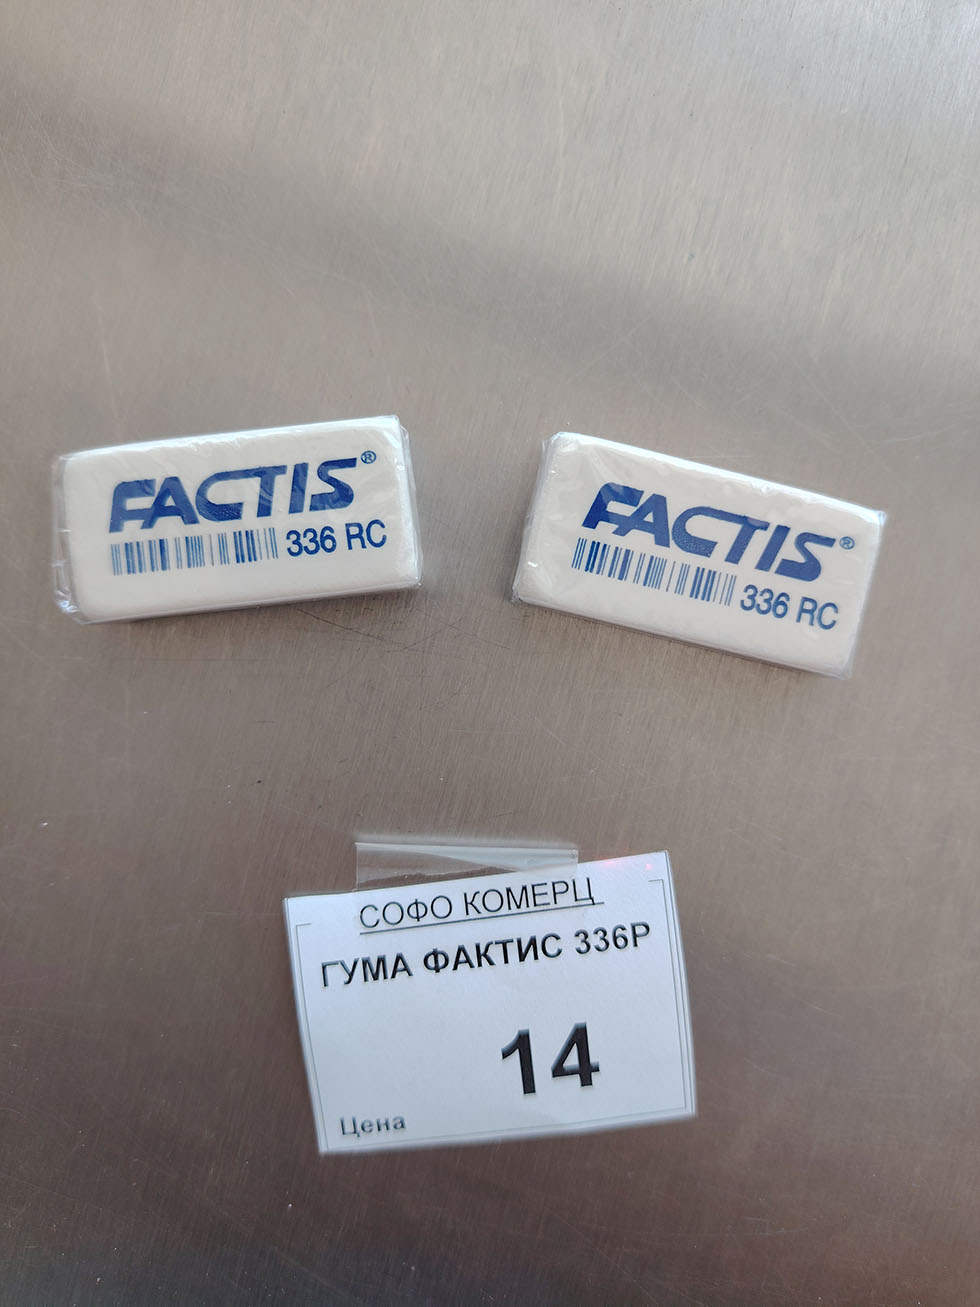 FACTIS®
336 RC
FACTIS®
336 RC
СОФО КОМЕРЦ
ГУМА ФАКТИС 336Р
14
Цена